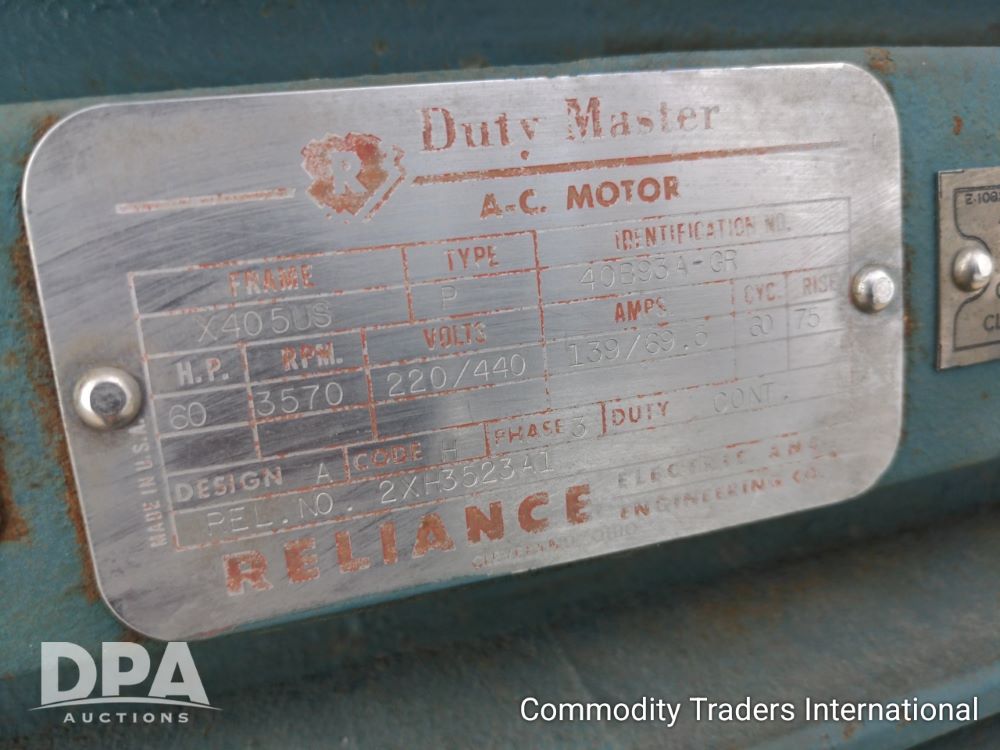 R
Duty Master
A-C. MOTOR
FRAME TYPE IDENTIFICATION NO.
X405US P 40B93A-GR
H.P. RPM. VOLTS AMPS. CYC. RISE
60 3570 220/440 139/69.5 60 75
DESIGN A CODE H PHASE 3 DUTY CONT.
REL. NO. 2XH3523A1
RELIANCE ELECTRIC AND
ENGINEERING CO.
MADE IN U.S.A.
DPA
AUCTIONS
Commodity Traders International